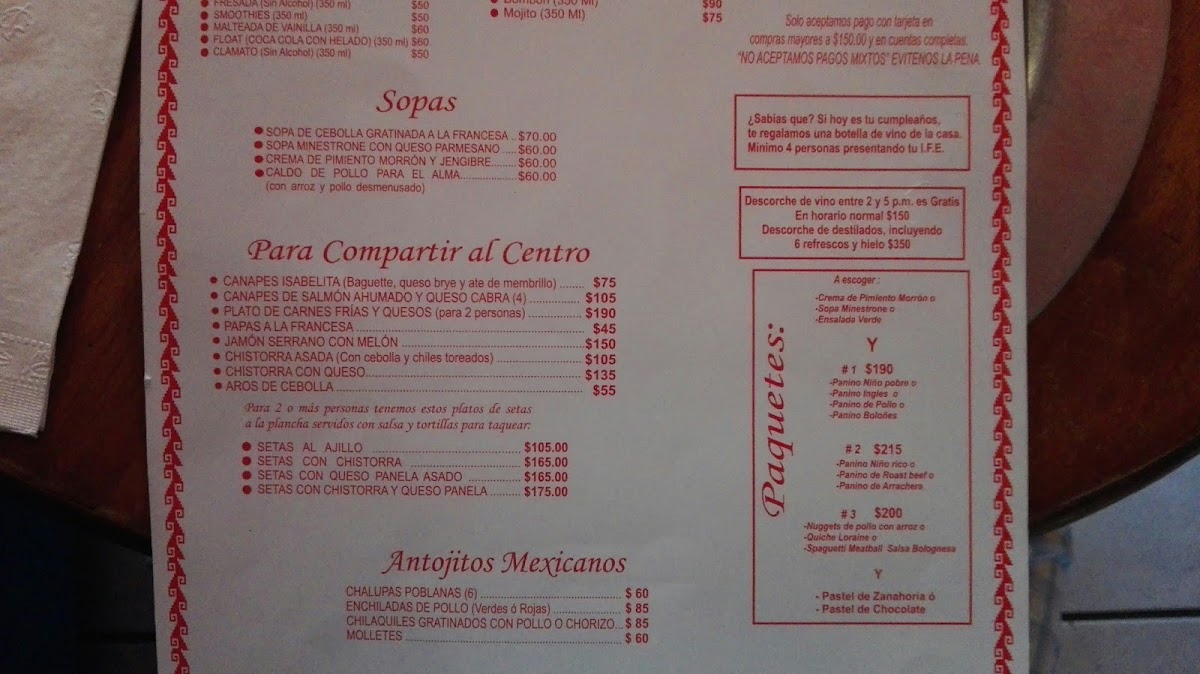 FRESADA (Sin Alcohol) (350 ml) $50
SMOOTHIES (350 ml) $50
MALTEADA DE VAINILLA (350 ml) $60
FLOAT (COCA COLA CON HELADO) (350 ml) $60
CLAMATO (Sin Alcohol) (350 ml) $50
Bombón (350 Ml) $90
Mojito (350 Ml) $75
Solo aceptamos pago con tarjeta en
compras mayores a $150.00 y en cuentas completas.
"NO ACEPTAMOS PAGOS MIXTOS" EVITENOS LA PENA.
Sopas
SOPA DE CEBOLLA GRATINADA A LA FRANCESA .. $70.00
SOPA MINESTRONE CON QUESO PARMESANO ..... $60.00
CREMA DE PIMIENTO MORRÓN Y JENGIBRE......... $60.00
CALDO DE POLLO PARA EL ALMA.................. $60.00
(con arroz y pollo desmenusado)
Para Compartir al Centro
CANAPES ISABELITA (Baguette, queso brye y ate de membrillo) ....... $75
CANAPES DE SALMÓN AHUMADO Y QUESO CABRA (4) ................ $105
PLATO DE CARNES FRÍAS Y QUESOS (para 2 personas) ................ $190
PAPAS A LA FRANCESA ................ $45
JAMÓN SERRANO CON MELÓN ................ $150
CHISTORRA ASADA (Con cebolla y chiles toreados) ................ $105
CHISTORRA CON QUESO................ $135
AROS DE CEBOLLA ................ $55
Para 2 o más personas tenemos estos platos de setas
a la plancha servidos con salsa y tortillas para taquear:
SETAS AL AJILLO ................ $105.00
SETAS CON CHISTORRA ................ $165.00
SETAS CON QUESO PANELA ASADO ............... $165.00
SETAS CON CHISTORRA Y QUESO PANELA ......... $175.00
Antojitos Mexicanos
CHALUPAS POBLANAS (6) ................ $ 60
ENCHILADAS DE POLLO (Verdes ó Rojas) ................ $ 85
CHILAQUILES GRATINADOS CON POLLO O CHORIZO... $ 85
MOLLETES ................ $ 60
¿Sabias que? Si hoy es tu cumpleaños,
te regalamos una botella de vino de la casa.
Minimo 4 personas presentando tu I.F.E.
Descorche de vino entre 2 y 5 p.m. es Gratis
En horario normal $150
Descorche de destilados, incluyendo
6 refrescos y hielo $350
Paquetes:
A escoger :
-Crema de Pimiento Morrón o
-Sopa Minestrone o
-Ensalada Verde
Y
# 1 $190
-Panino Niño pobre o
-Panino Ingles o
-Panino de Pollo o
-Panino Boloñes
# 2 $215
-Panino Niño rico o
-Panino de Roast beef o
-Panino de Arrachera
# 3 $200
-Nuggets de pollo con arroz o
-Quiche Loraine o
-Spaguetti Meatball Salsa Bolognesa
Y
- Pastel de Zanahoria ó
- Pastel de Chocolate